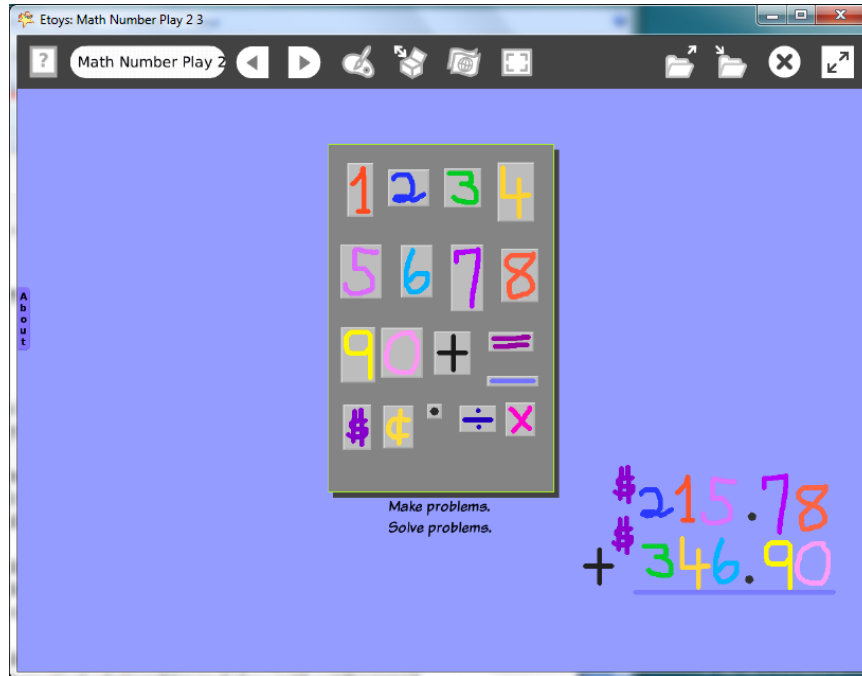 Etoys: Math Number Play 2 3
Math Number Play 2
About
1 2 3 4
5 6 7 8
9 0 + =
$ ¢ . ÷ x
Make problems.
Solve problems.
$215.78
+ $346.90